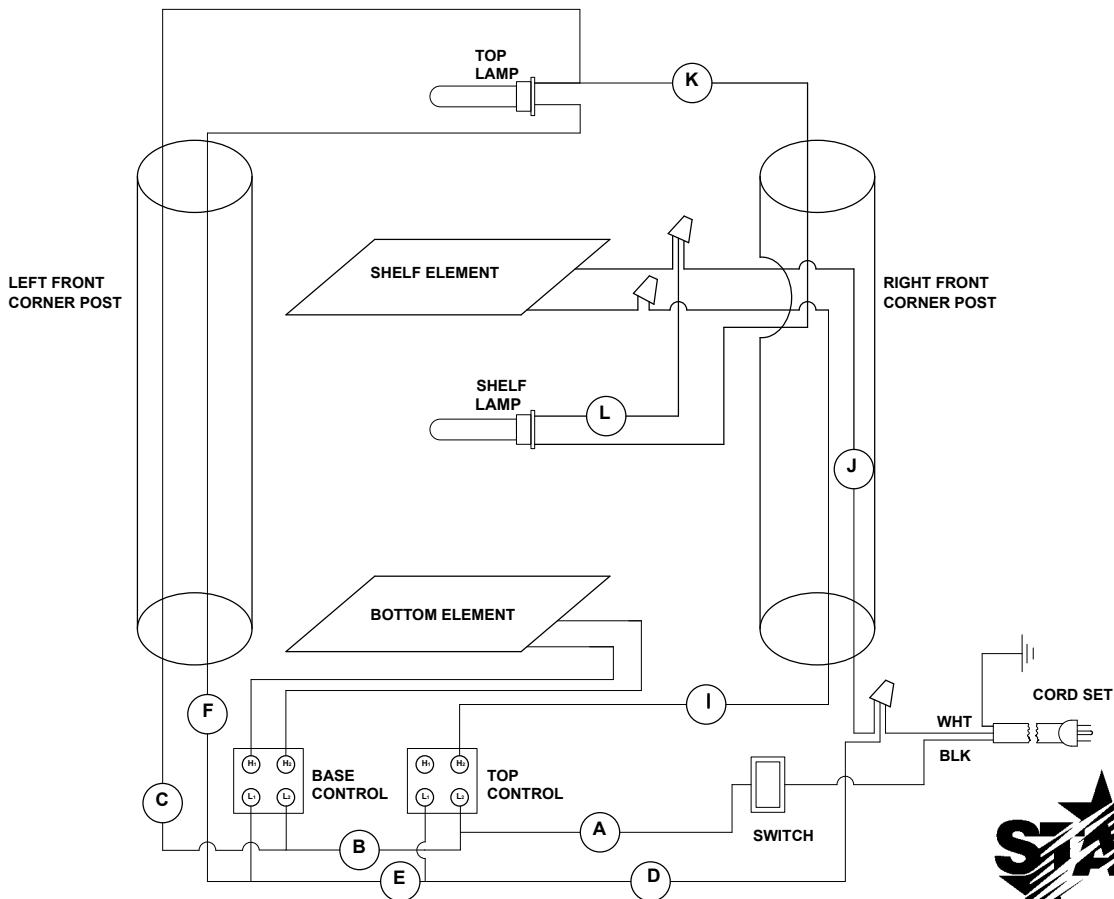 TOP
LAMP
K
LEFT FRONT
CORNER POST
SHELF ELEMENT
RIGHT FRONT
CORNER POST
SHELF
LAMP
L
J
BOTTOM ELEMENT
F
I
CORD SET
WHT
BLK
H1
H2
L1
L2
BASE
CONTROL
H1
H2
L1
L2
TOP
CONTROL
C
SWITCH
B
A
E
D